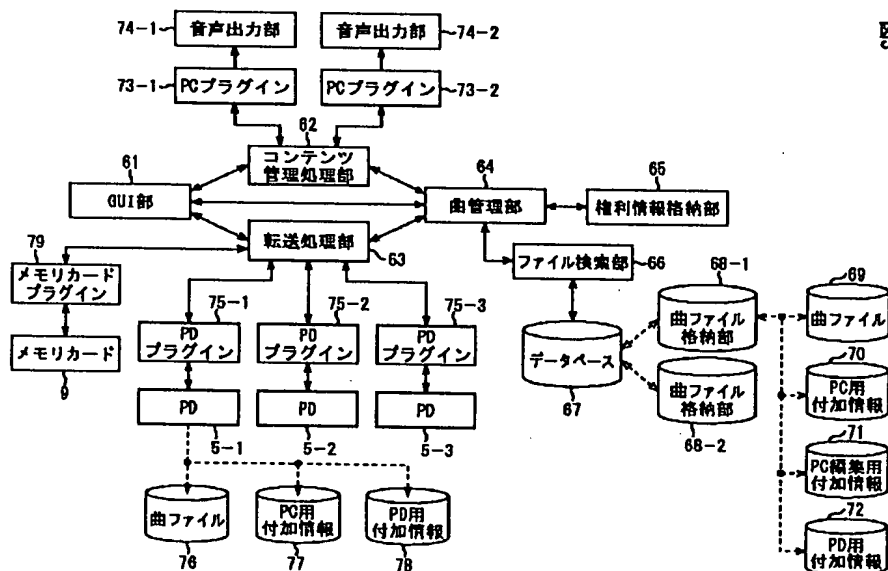 74-1
音声出力部
音声出力部
74-2
73-1
PCプラグイン
PCプラグイン
73-2
62
コンテンツ
管理処理部
61
GUI部
64
曲管理部
65
権利情報格納部
転送処理部
63
79
メモリカード
プラグイン
メモリカード
9
ファイル検索部
66
データベース
67
68-1
曲ファイル
格納部
曲ファイル
格納部
68-2
69
曲ファイル
70
PC用
付加情報
71
PC編集用
付加情報
72
PD用
付加情報
75-1
PD
プラグイン
75-2
PD
プラグイン
75-3
PD
プラグイン
PD
5-1
PD
5-2
PD
5-3
曲ファイル
76
PC用
付加情報
77
PD用
付加情報
78